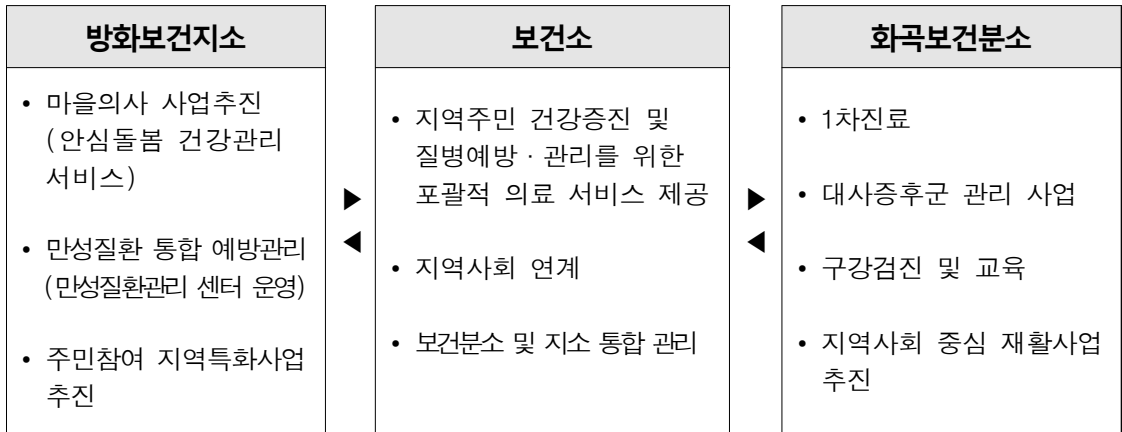 방화보건지소
• 마을의사 사업추진
(안심돌봄 건강관리
서비스)
• 만성질환 통합 예방관리
(만성질환관리 센터 운영)
• 주민참여 지역특화사업
추진
▶
◀
보건소
• 지역주민 건강증진 및
질병예방 · 관리를 위한
포괄적 의료 서비스 제공
• 지역사회 연계
• 보건분소 및 지소 통합 관리
▶
◀
화곡보건분소
• 1차진료
• 대사증후군 관리 사업
• 구강검진 및 교육
• 지역사회 중심 재활사업
추진